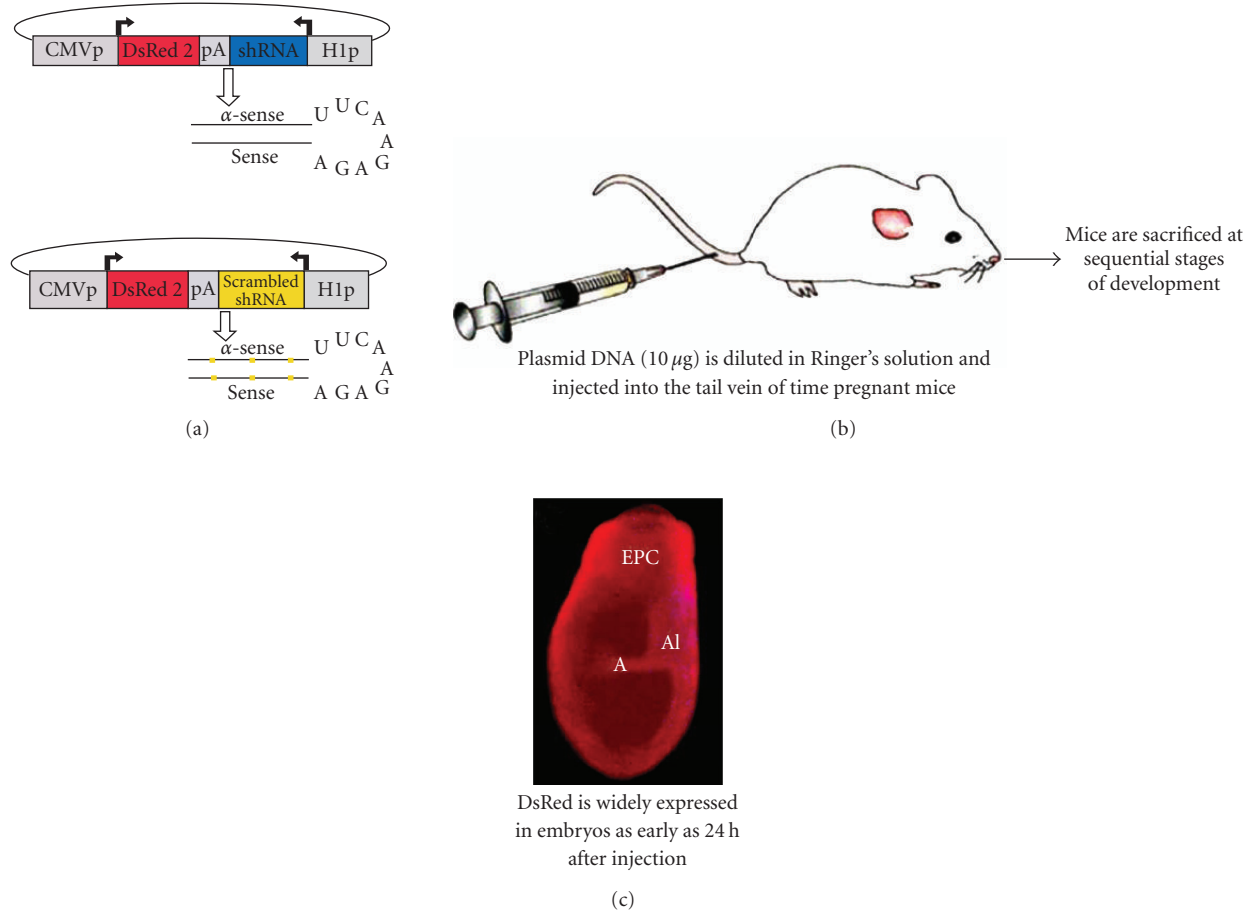 CMVp DsRed 2 pA shRNA H1p
α-sense
Sense
U U C A A G A G A
CMVp DsRed 2 pA Scrambled shRNA H1p
α-sense
Sense
U U C A A G A G A
(a)
Plasmid DNA (10 μg) is diluted in Ringer's solution and
injected into the tail vein of time pregnant mice
Mice are sacrificed at
sequential stages
of development
(b)
EPC
Al
A
DsRed is widely expressed
in embryos as early as 24 h
after injection
(c)